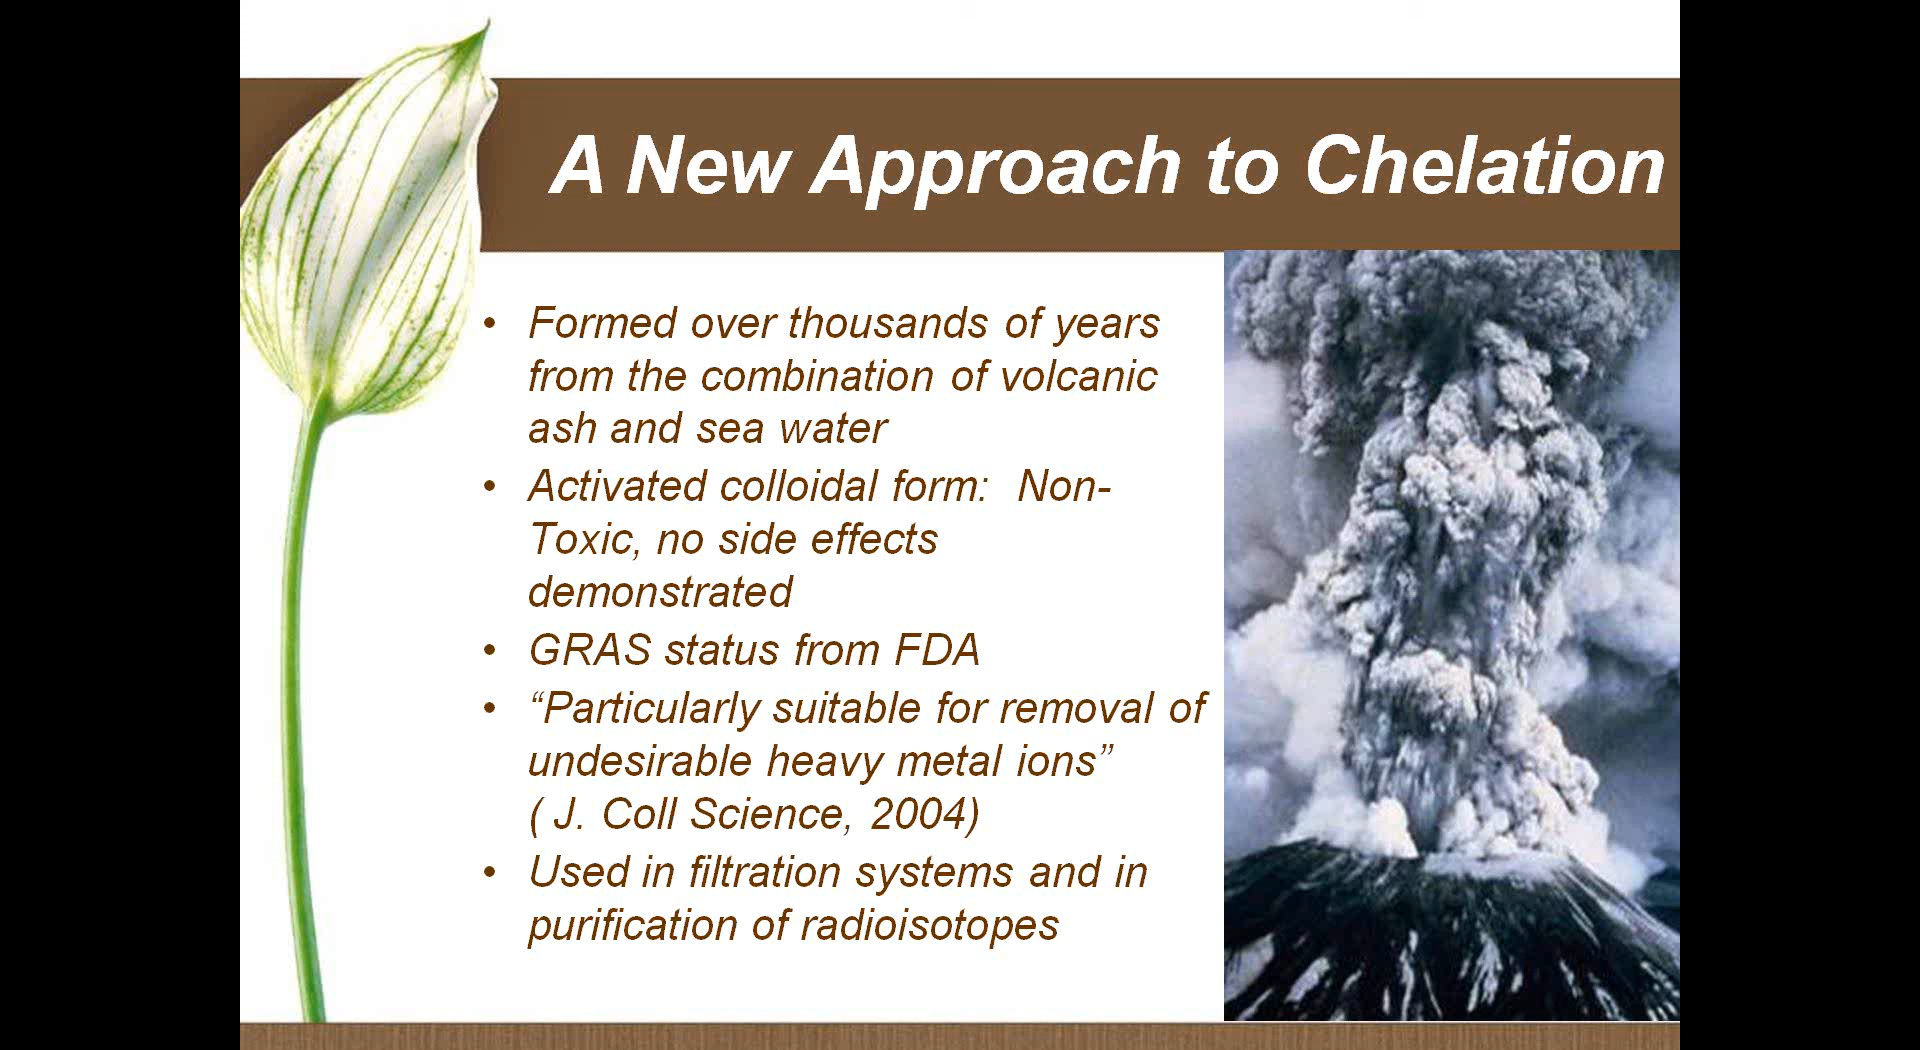 A New Approach to Chelation
• Formed over thousands of years
from the combination of volcanic
ash and sea water
• Activated colloidal form:  Non-
Toxic, no side effects
demonstrated
• GRAS status from FDA
• “Particularly suitable for removal of
undesirable heavy metal ions”
( J. Coll Science, 2004)
• Used in filtration systems and in
purification of radioisotopes